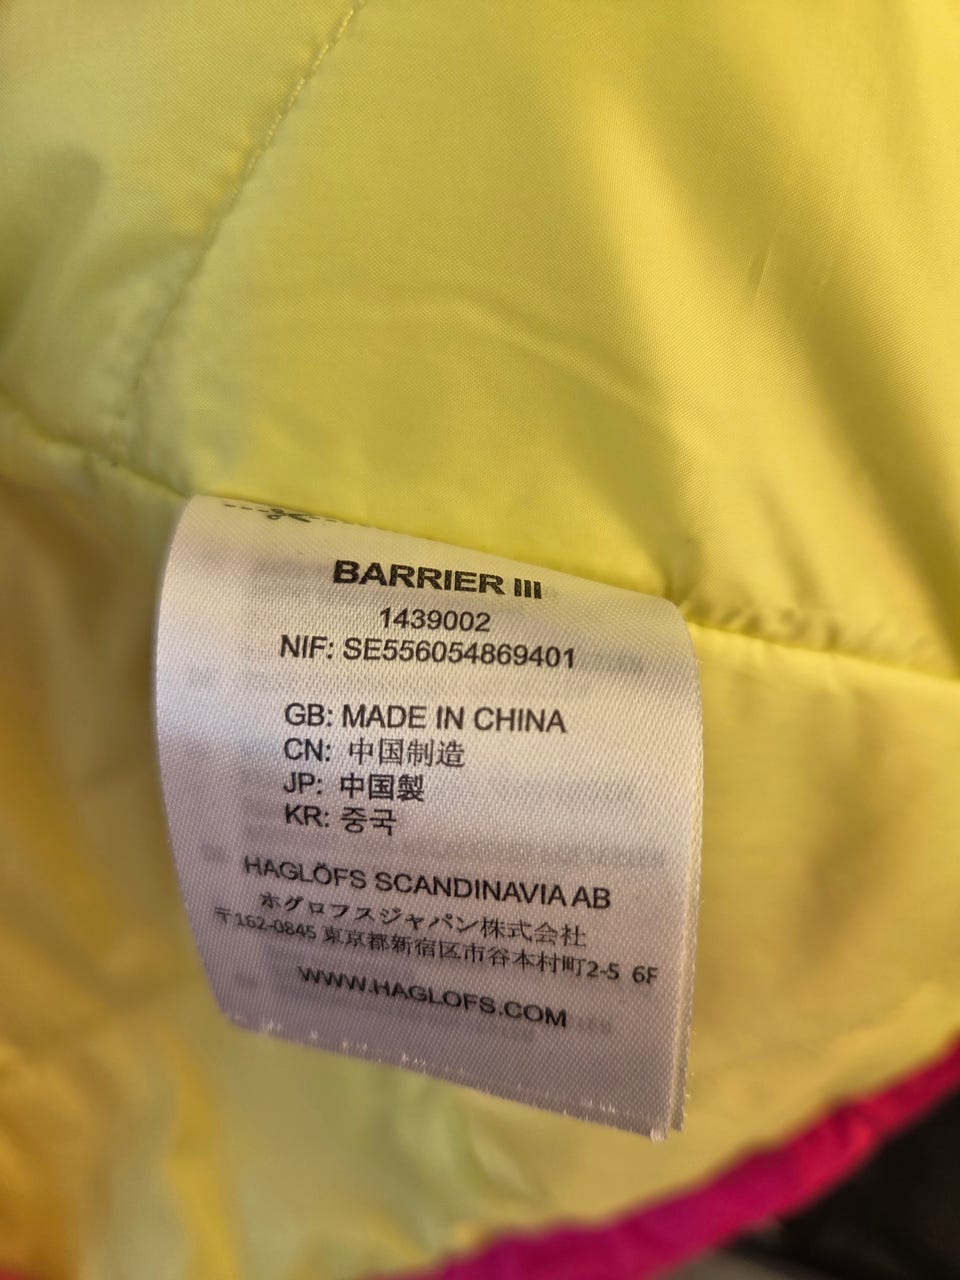 BARRIER III
1439002
NIF: SE556054869401
GB: MADE IN CHINA
CN: 中国制造
JP: 中国製
KR: 중국
HAGLÖFS SCANDINAVIA AB
ホグロフスジャパン株式会社
〒162-0845 東京都新宿区市谷本村町2-5 6F
WWW.HAGLOFS.COM